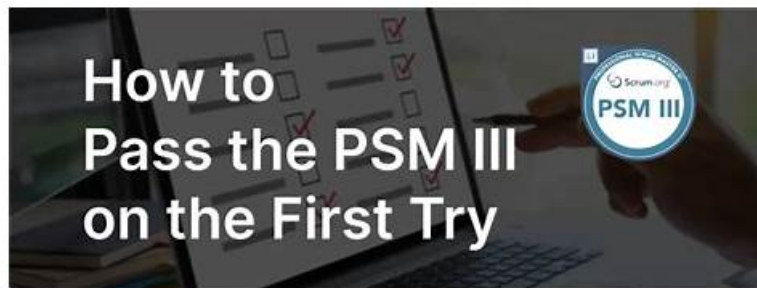 How to
Pass the PSM III
on the First Try
Scrum.org
PSM III